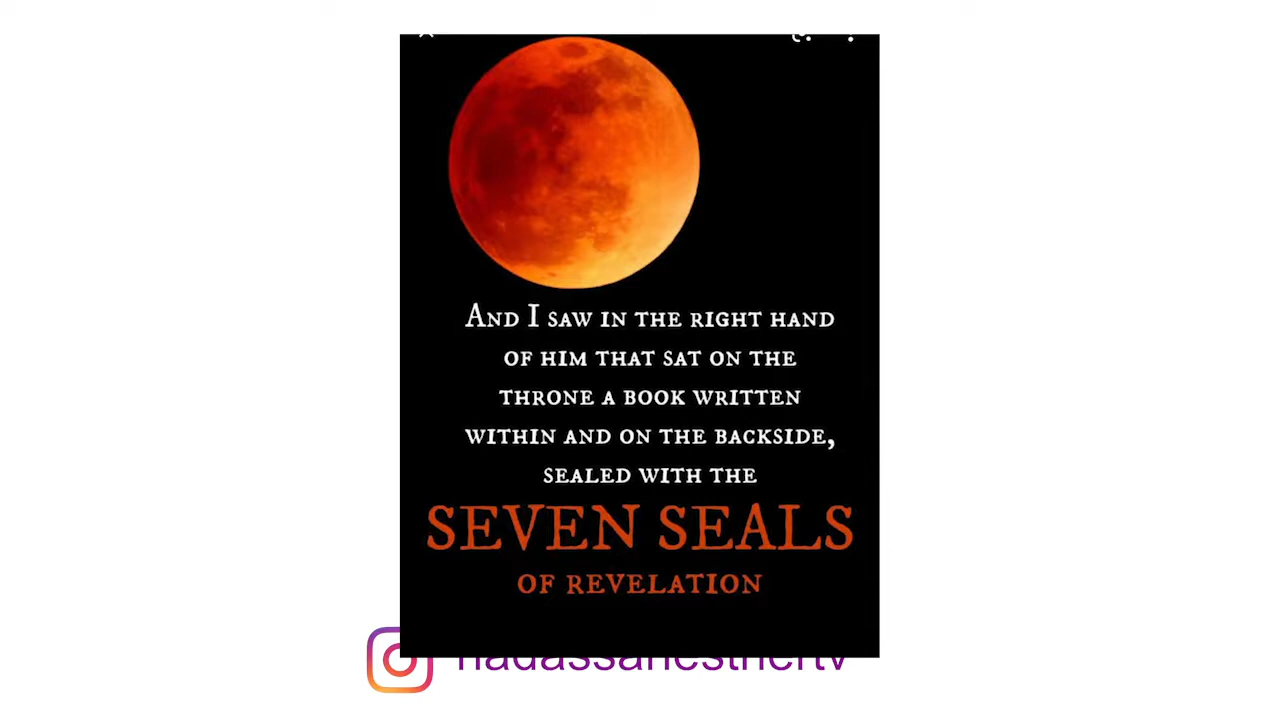 And I saw in the right hand
of him that sat on the
throne a book written
within and on the backside,
sealed with the
SEVEN SEALS
of Revelation
hadassahesthertv